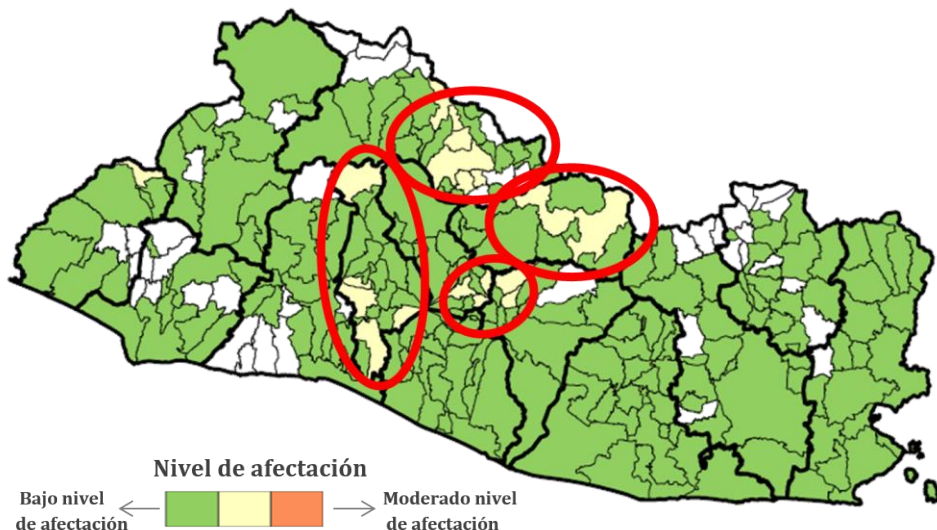 Nivel de afectación
Bajo nivel
de afectación
Moderado nivel
de afectación